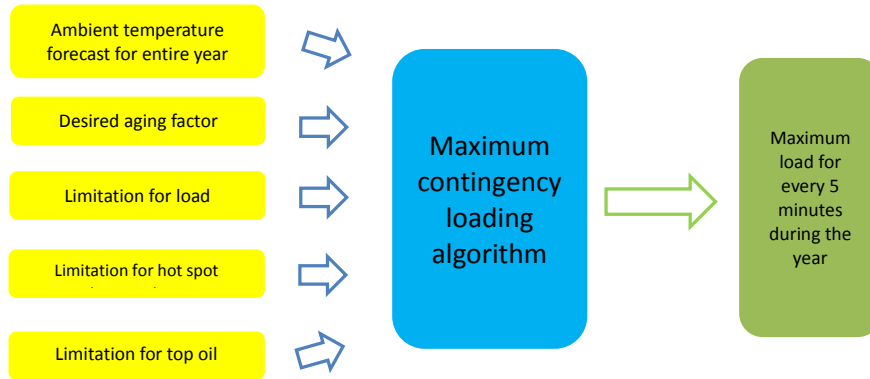 Ambient temperature
forecast for entire year
Desired aging factor
Limitation for load
Limitation for hot spot
Limitation for top oil
Maximum
contingency
loading
algorithm
Maximum
load for
every 5
minutes
during the
year